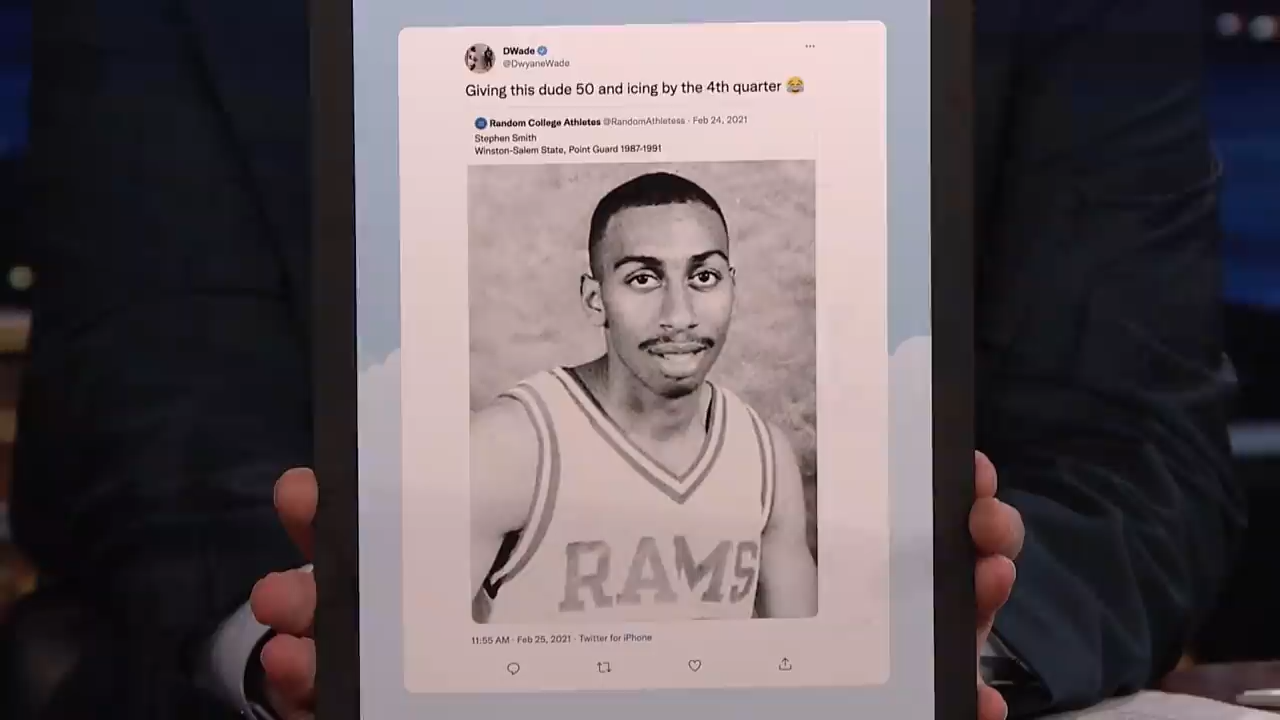 DWade
@DwyaneWade
Giving this dude 50 and icing by the 4th quarter 😂
Random College Athletes @RandomAthletess · Feb 24, 2021
Stephen Smith
Winston-Salem State, Point Guard 1987-1991
RAMS
11:55 AM · Feb 25, 2021 · Twitter for iPhone